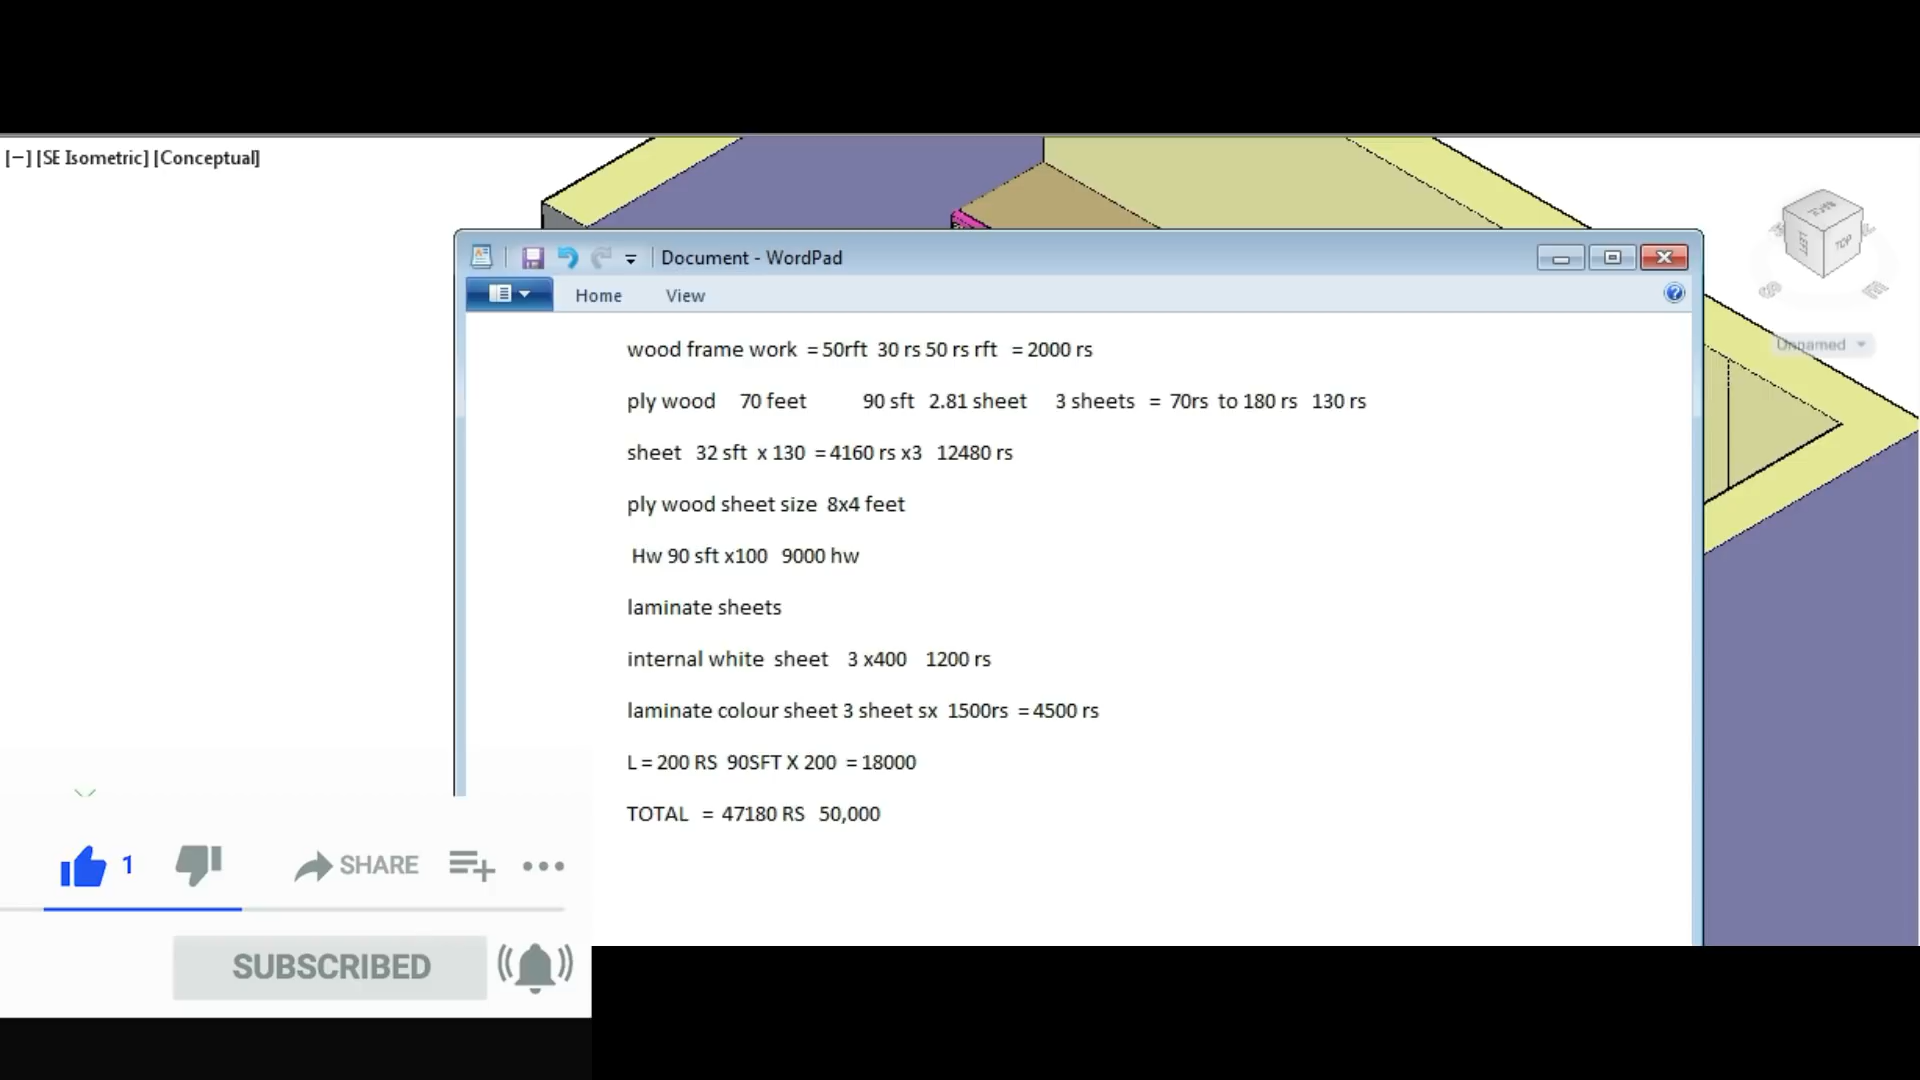 [−] [SE Isometric] [Conceptual]
Document - WordPad
Home View
Unnamed
wood frame work = 50rft 30 rs 50 rs rft = 2000 rs
ply wood 70 feet 90 sft 2.81 sheet 3 sheets = 70rs to 180 rs 130 rs
sheet 32 sft x 130 = 4160 rs x3 12480 rs
ply wood sheet size 8x4 feet
Hw 90 sft x100 9000 hw
laminate sheets
internal white sheet 3 x400 1200 rs
laminate colour sheet 3 sheet sx 1500rs = 4500 rs
L = 200 RS 90SFT X 200 = 18000
TOTAL = 47180 RS 50,000
1 SHARE
SUBSCRIBED
TOP